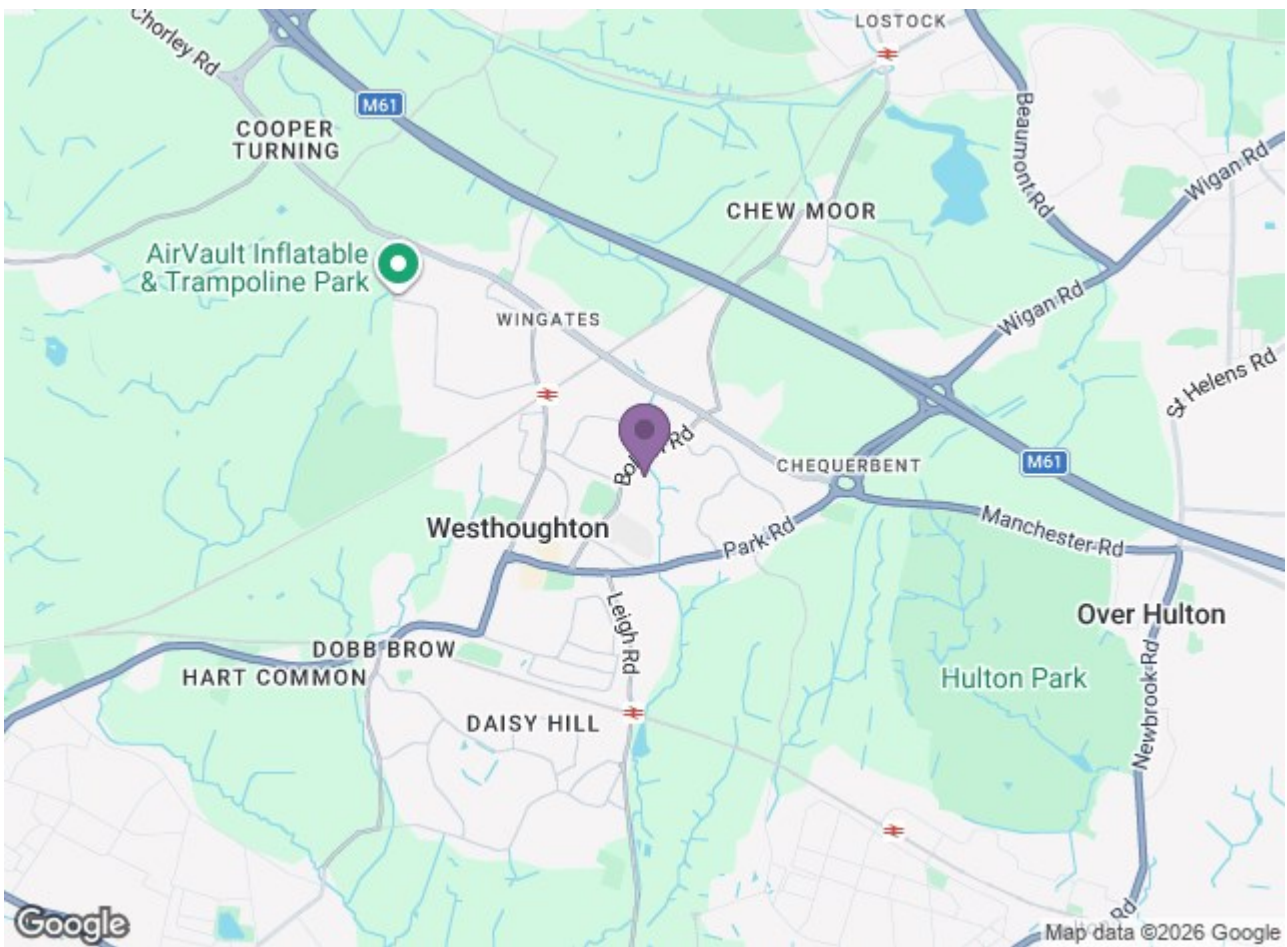 LOSTOCK
Chorley Rd
M61
COOPER
TURNING
Beaumont Rd
Wigan Rd
CHEW MOOR
AirVault Inflatable
& Trampoline Park
WINGATES
Wigan Rd
St Helens Rd
Rd
CHEQUERBENT
M61
Westhoughton
Park Rd
Manchester Rd
Leigh Rd
Over Hulton
DOBB BROW
HART COMMON
Hulton Park
DAISY HILL
Newbrook Rd
Rd
Google
Map data ©2026 Google